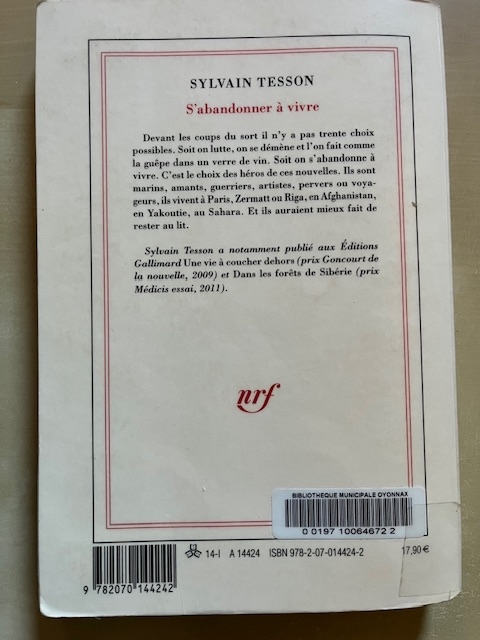 SYLVAIN TESSON
S'abandonner à vivre
Devant les coups du sort il n'y a pas trente choix
possibles. Soit on lutte, on se démène et l'on fait comme
la guêpe dans un verre de vin. Soit on s'abandonne à
vivre. C'est le choix des héros de ces nouvelles. Ils sont
marins, amants, guerriers, artistes, pervers ou voya-
geurs, ils vivent à Paris, Zermatt ou Riga, en Afghanistan,
en Yakoutie, au Sahara. Et ils auraient mieux fait de
rester au lit.
Sylvain Tesson a notamment publié aux Éditions
Gallimard Une vie à coucher dehors (prix Goncourt de
la nouvelle, 2009) et Dans les forêts de Sibérie (prix
Médicis essai, 2011).
nrf
BIBLIOTHEQUE MUNICIPALE OYONNAX
0 0197 10064672 2
14-I A 14424 ISBN 978-2-07-014424-2 17,90 €
9 782070 144242